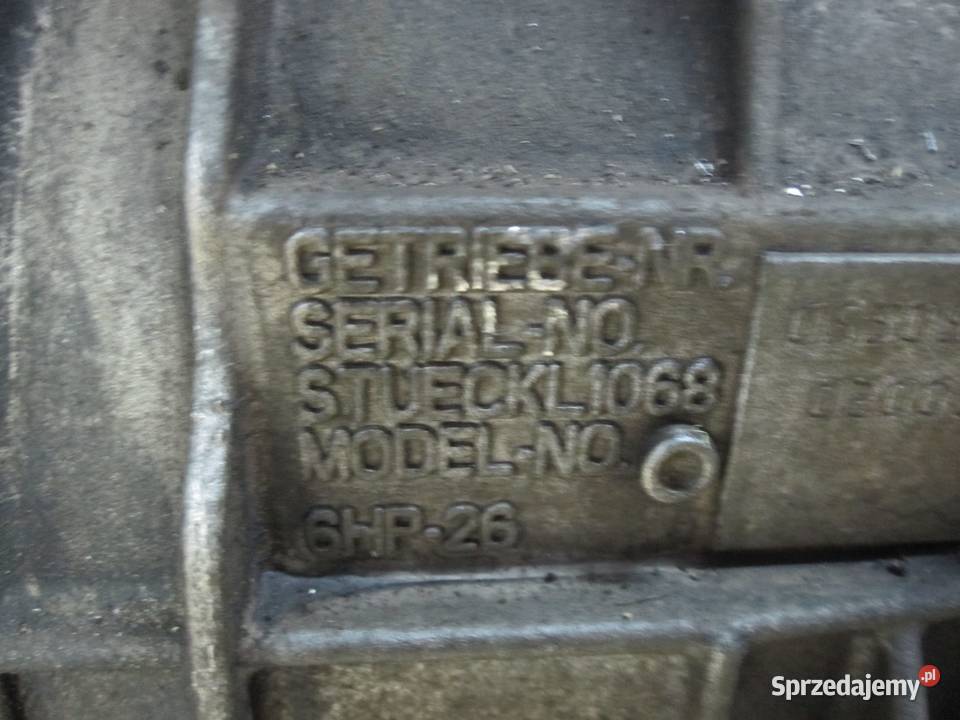 GETRIEBE-NR.
SERIAL-NO.
STUECKL1068
MODEL-NO.
6HP-26
Sprzedajemy.pl